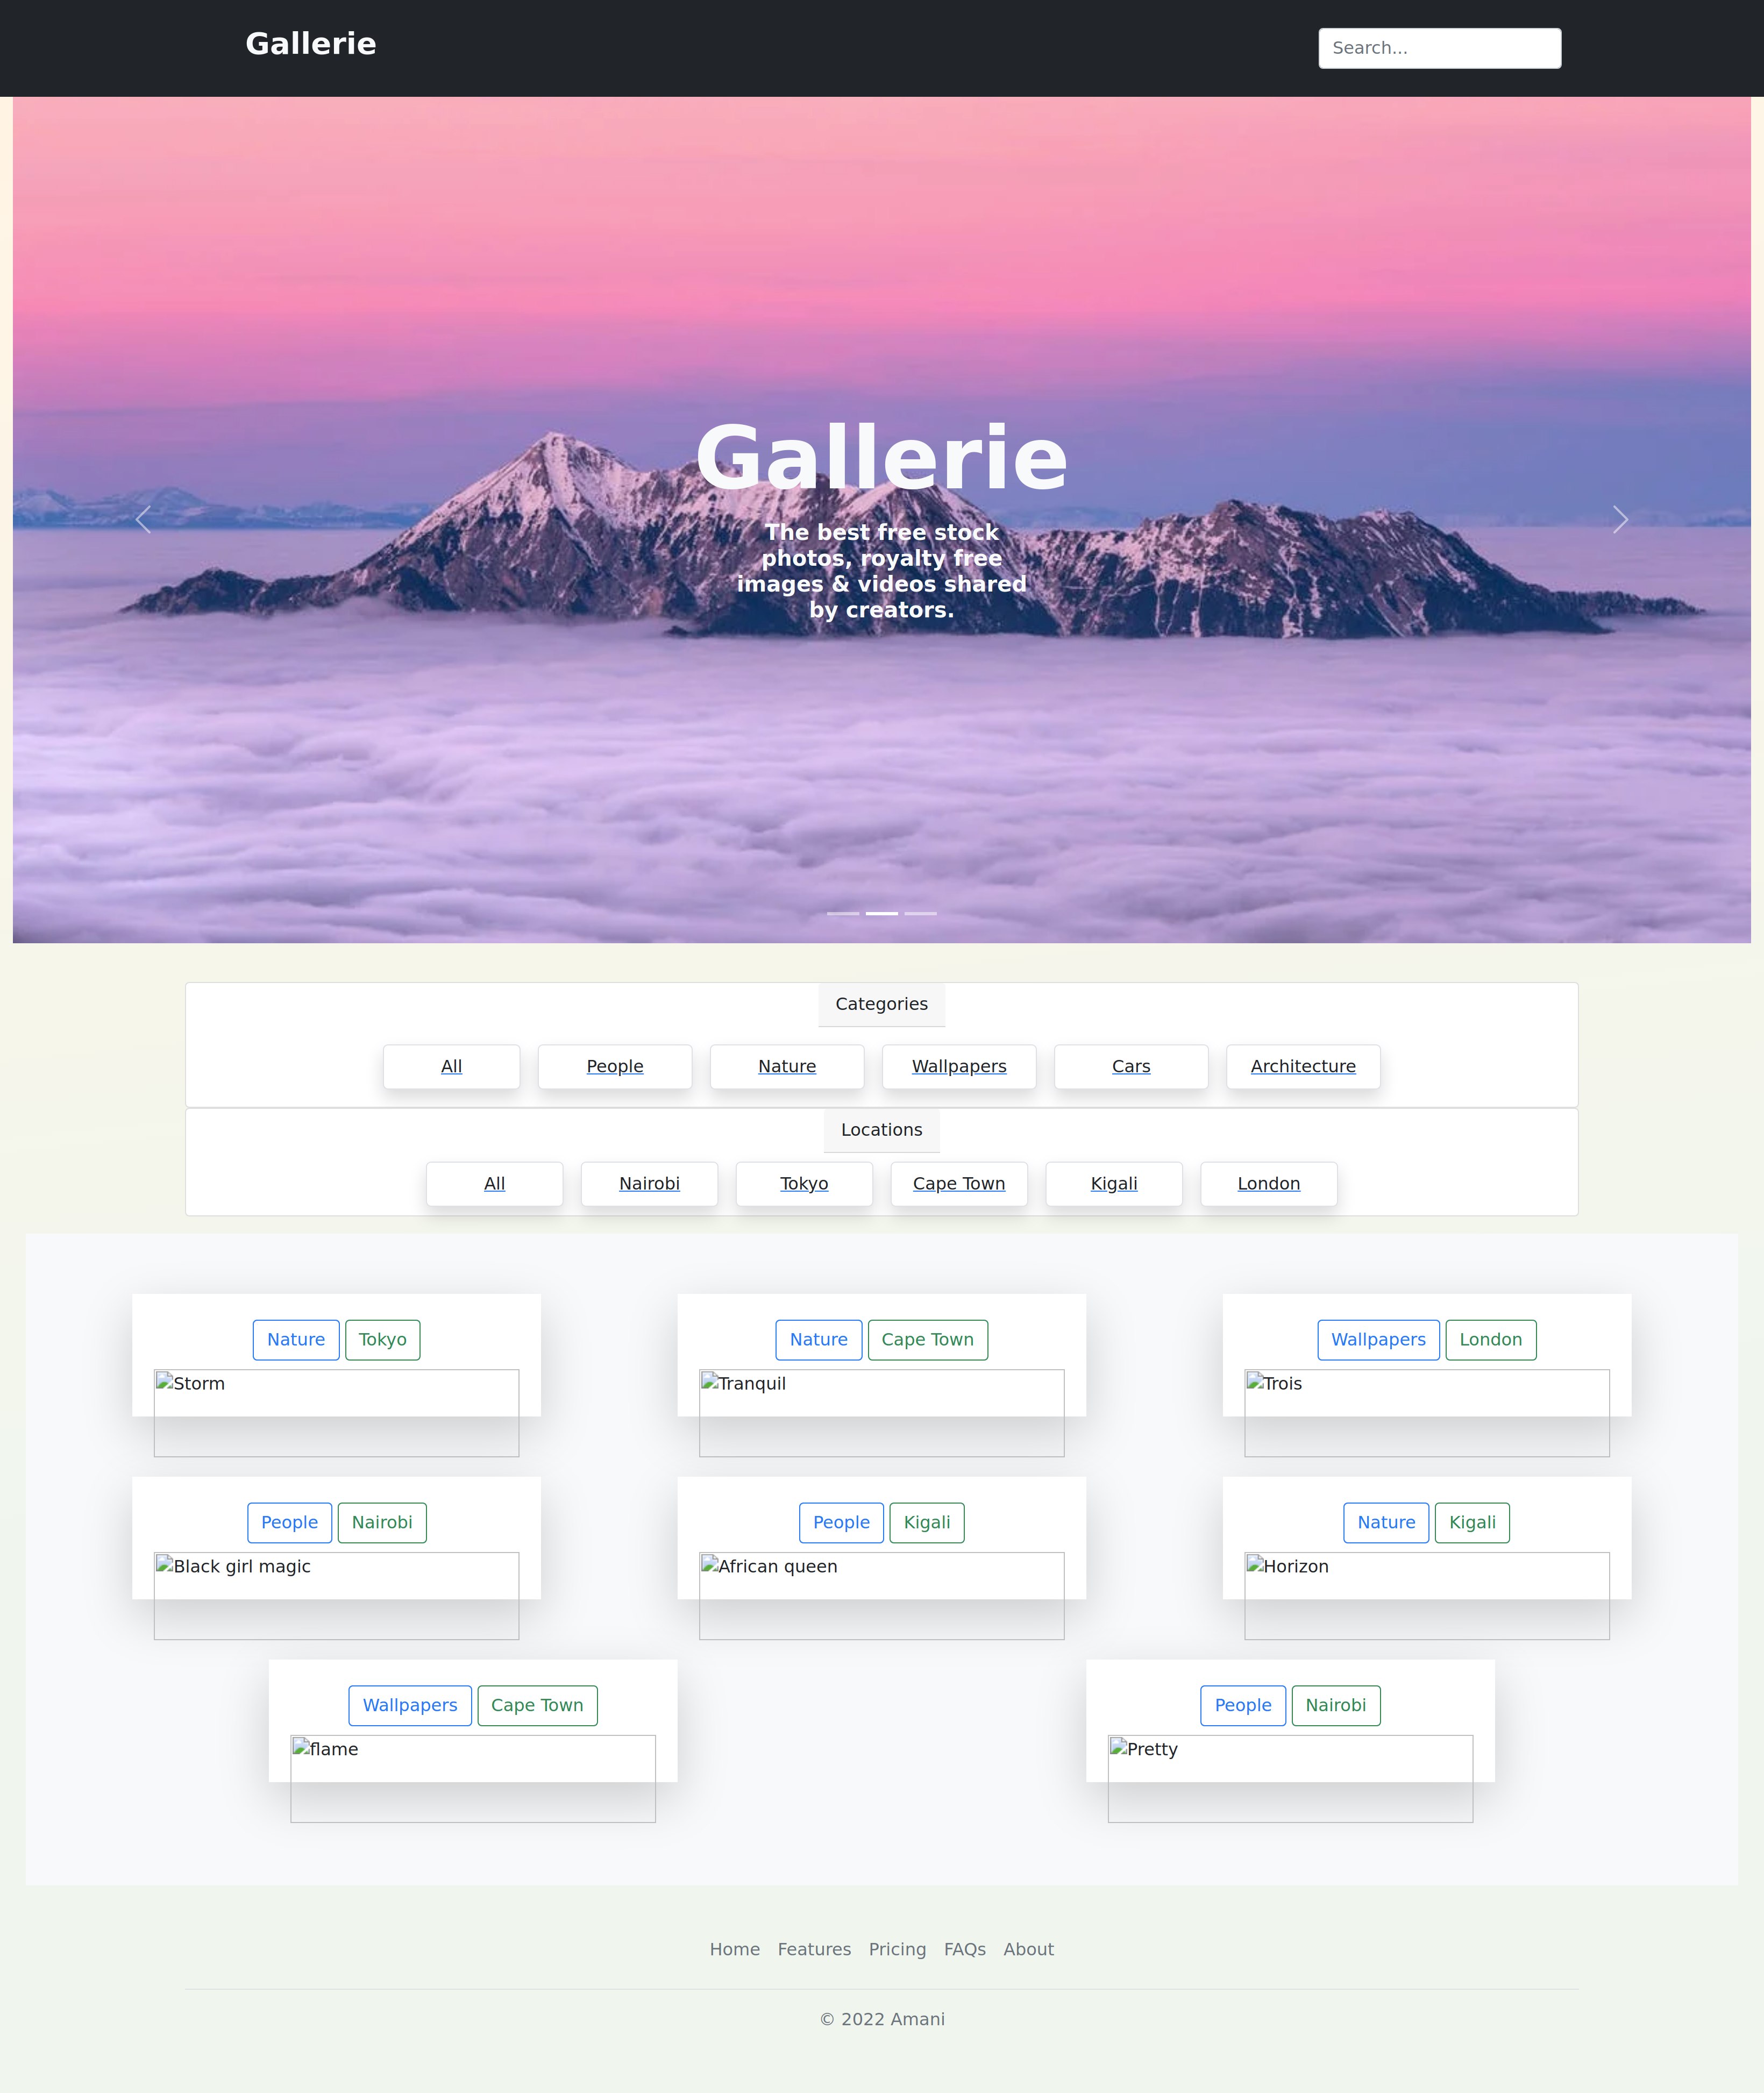 Gallerie
Search...
Gallerie
The best free stock
photos, royalty free
images & videos shared
by creators.
Categories
All People Nature Wallpapers Cars Architecture
Locations
All Nairobi Tokyo Cape Town Kigali London
Nature Tokyo
Storm
Nature Cape Town
Tranquil
Wallpapers London
Trois
People Nairobi
Black girl magic
People Kigali
African queen
Nature Kigali
Horizon
Wallpapers Cape Town
flame
People Nairobi
Pretty
Home Features Pricing FAQs About
© 2022 Amani